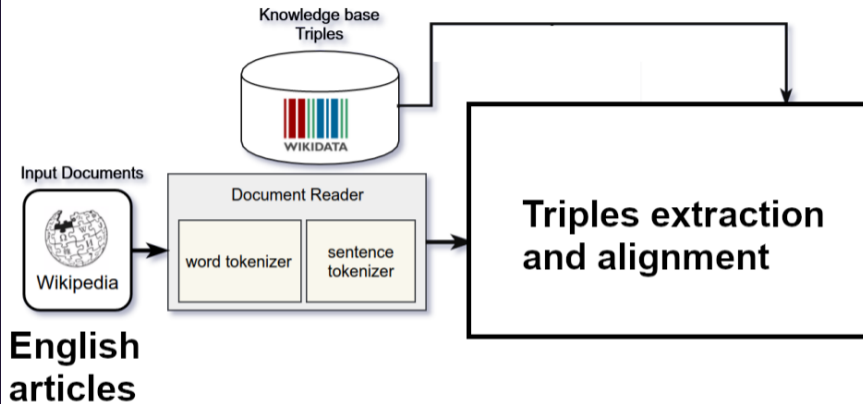 Knowledge base
Triples
WIKIDATA
Input Documents
Wikipedia
English
articles
Document Reader
word tokenizer
sentence
tokenizer
Triples extraction
and alignment